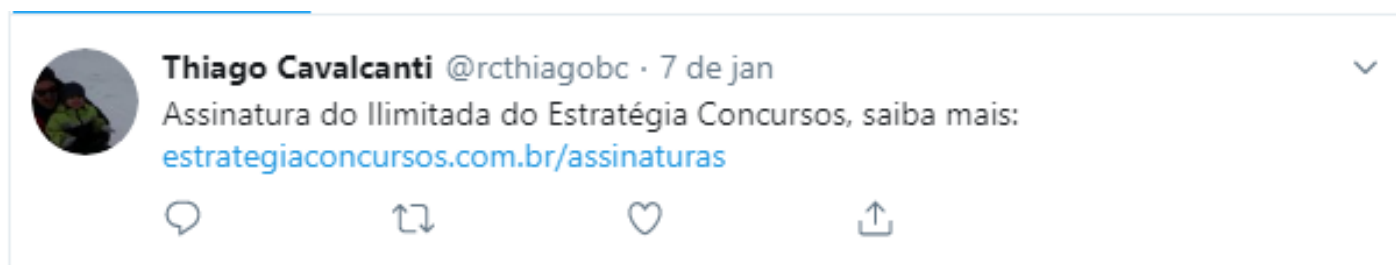 Thiago Cavalcanti @rcthiagobc · 7 de jan
Assinatura do Ilimitada do Estratégia Concursos, saiba mais:
estrategiaconcursos.com.br/assinaturas